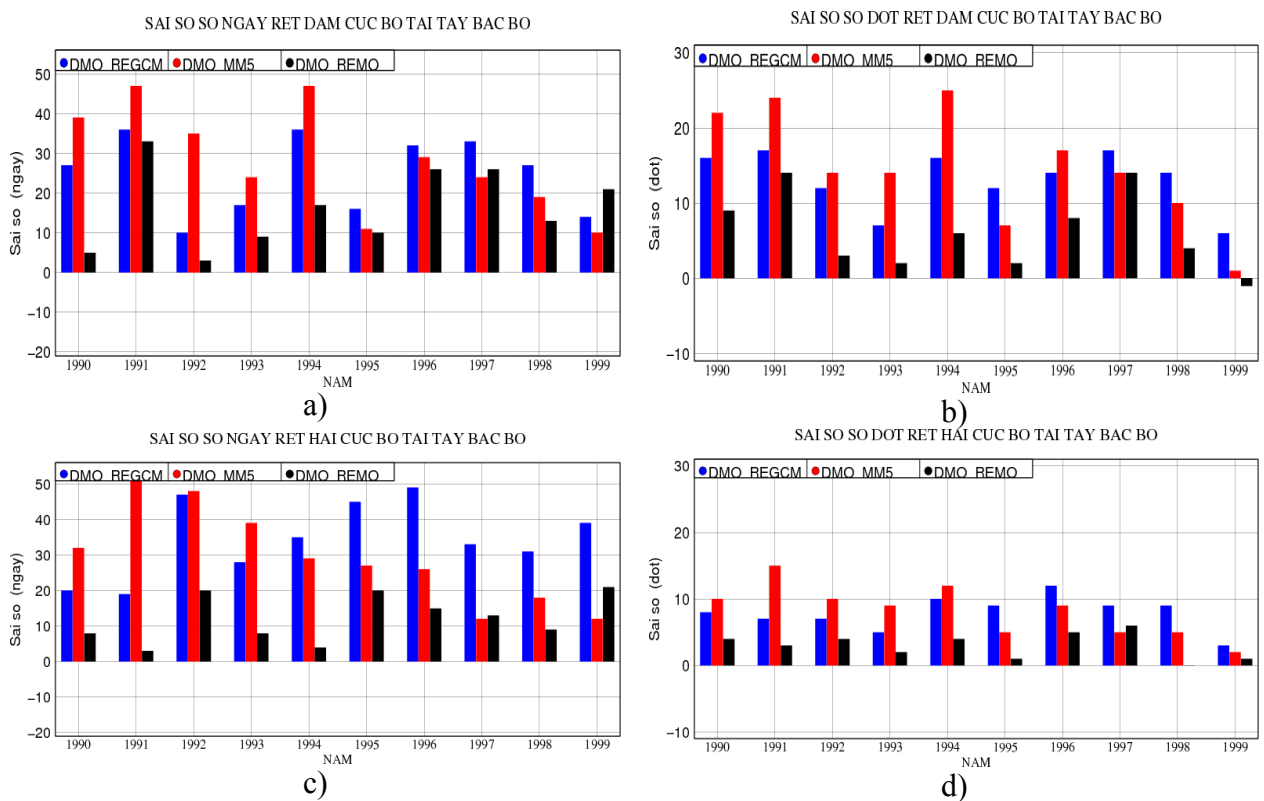 SAI SO SO NGAY RET DAM CUC BO TAI TAY BAC BO
DMO_REGCM DMO_MM5 DMO_REMO
50
40
30
20
10
0
−10
−20
Sai so (ngay)
1990 1991 1992 1993 1994 1995 1996 1997 1998 1999
NAM
a)
SAI SO SO DOT RET DAM CUC BO TAI TAY BAC BO
DMO_REGCM DMO_MM5 DMO_REMO
30
20
10
0
−10
Sai so (dot)
1990 1991 1992 1993 1994 1995 1996 1997 1998 1999
NAM
b)
SAI SO SO NGAY RET HAI CUC BO TAI TAY BAC BO
DMO_REGCM DMO_MM5 DMO_REMO
50
40
30
20
10
0
−10
−20
Sai so (ngay)
1990 1991 1992 1993 1994 1995 1996 1997 1998 1999
NAM
c)
SAI SO SO DOT RET HAI CUC BO TAI TAY BAC BO
DMO_REGCM DMO_MM5 DMO_REMO
30
20
10
0
−10
Sai so (dot)
1990 1991 1992 1993 1994 1995 1996 1997 1998 1999
NAM
d)